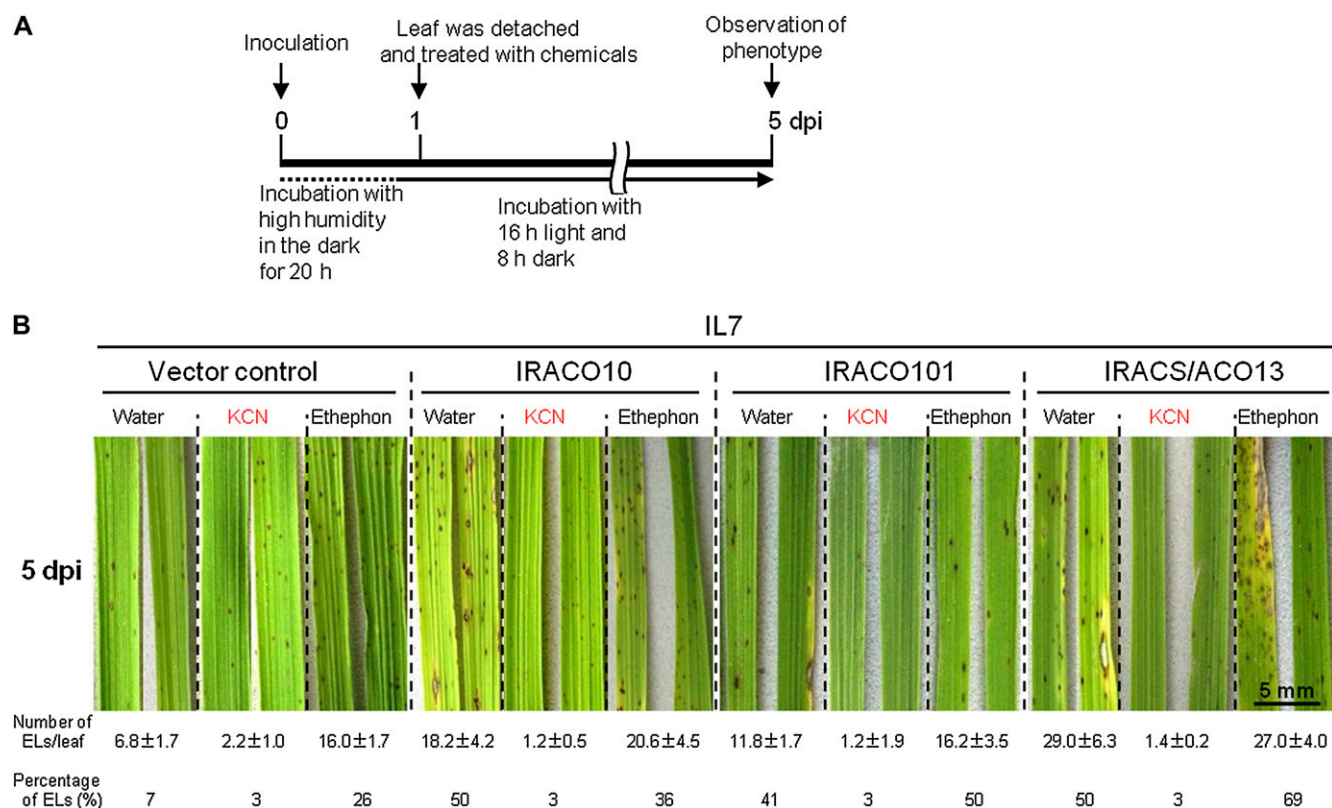 A
Inoculation
Leaf was detached
and treated with chemicals
Observation of
phenotype
0
1
5 dpi
Incubation with
high humidity
in the dark
for 20 h
Incubation with
16 h light and
8 h dark
B
IL7
Vector control
IRACO10
IRACO101
IRACS/ACO13
Water KCN Ethephon Water KCN Ethephon Water KCN Ethephon Water KCN Ethephon
5 dpi
5 mm
Number of
ELs/leaf
6.8±1.7 2.2±1.0 16.0±1.7 18.2±4.2 1.2±0.5 20.6±4.5 11.8±1.7 1.2±1.9 16.2±3.5 29.0±6.3 1.4±0.2 27.0±4.0
Percentage
of ELs (%)
7 3 26 50 3 36 41 3 50 50 3 69